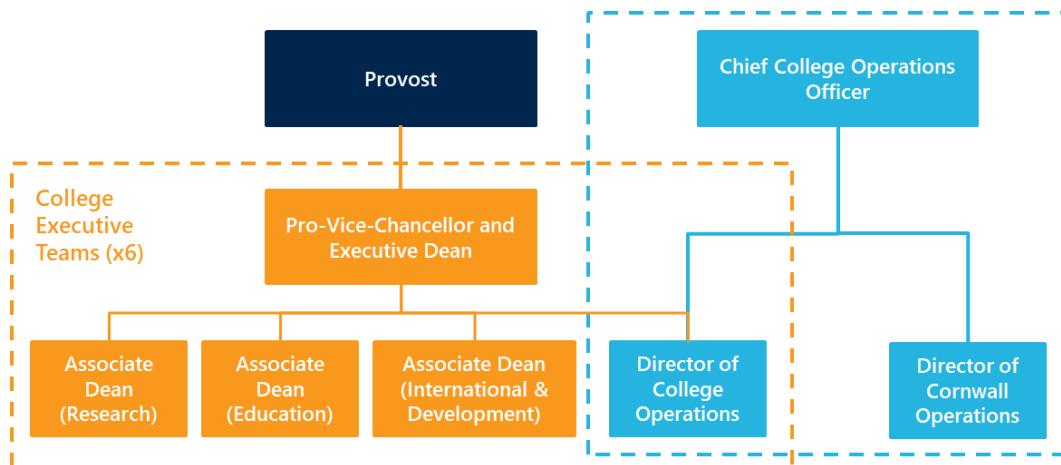 Provost
Chief College Operations
Officer
College
Executive
Teams (x6)
Pro-Vice-Chancellor and
Executive Dean
Associate
Dean
(Research)
Associate
Dean
(Education)
Associate Dean
(International &
Development)
Director of
College
Operations
Director of
Cornwall
Operations